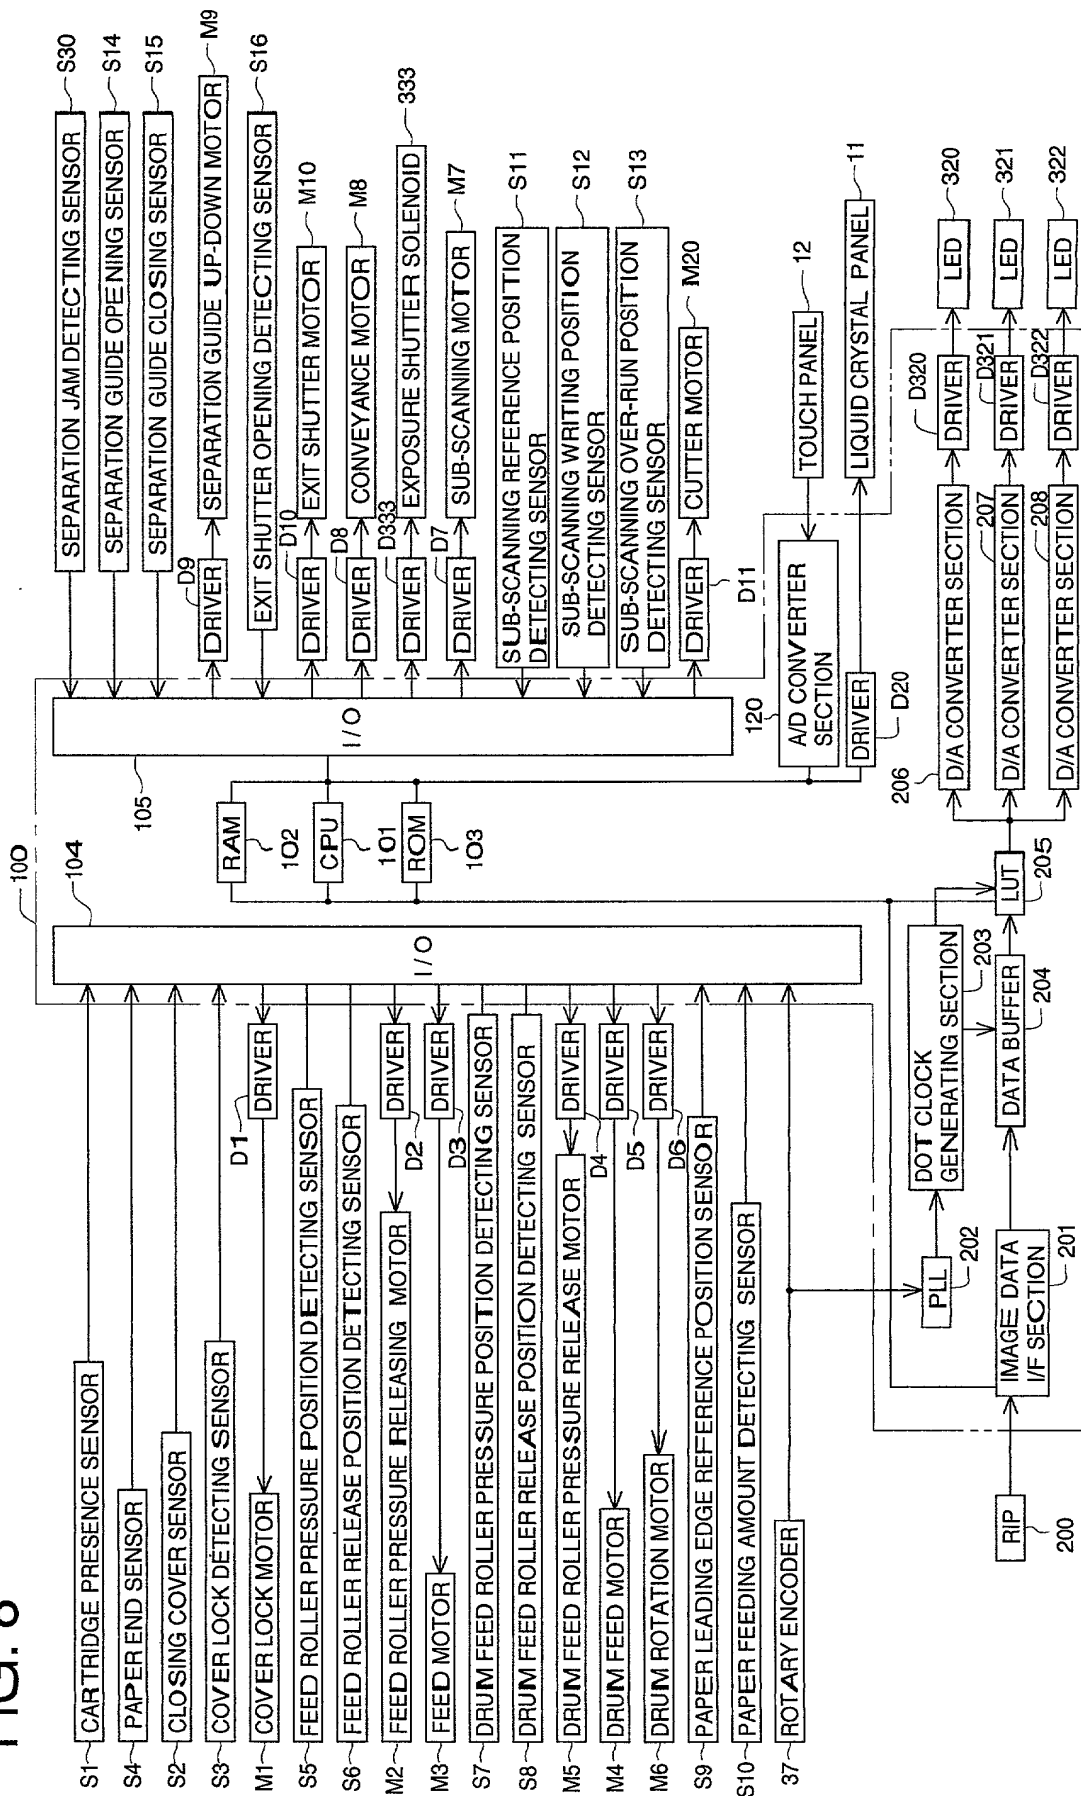 FIG. 8
100
S1
CARTRIDGE PRESENCE SENSOR
S4
PAPER END SENSOR
S2
CLOSING COVER SENSOR
S3
COVER LOCK DETECTING SENSOR
M1
COVER LOCK MOTOR
D1
DRIVER
S5
FEED ROLLER PRESSURE POSITION DETECTING SENSOR
S6
FEED ROLLER RELEASE POSITION DETECTING SENSOR
M2
FEED ROLLER PRESSURE RELEASING MOTOR
DRIVER
D2
M3
FEED MOTOR
DRIVER
D3
S7
DRUM FEED ROLLER PRESSURE POSITION DETECTING SENSOR
S8
DRUM FEED ROLLER RELEASE POSITION DETECTING SENSOR
M5
DRUM FEED ROLLER PRESSURE RELEASE MOTOR
DRIVER
D4
M4
DRUM FEED MOTOR
DRIVER
D5
M6
DRUM ROTATION MOTOR
DRIVER
D6
S9
PAPER LEADING EDGE REFERENCE POSITION SENSOR
S10
PAPER FEEDING AMOUNT DETECTING SENSOR
37
ROTARY ENCODER
104
I/O
RAM
102
CPU
101
ROM
103
105
I/O
SEPARATION JAM DETECTING SENSOR
S30
SEPARATION GUIDE OPENING SENSOR
S14
SEPARATION GUIDE CLOSING SENSOR
S15
D9
DRIVER
SEPARATION GUIDE UP-DOWN MOTOR
M9
EXIT SHUTTER OPENING DETECTING SENSOR
S16
D10
DRIVER
EXIT SHUTTER MOTOR
M10
D8
DRIVER
CONVEYANCE MOTOR
M8
D333
DRIVER
EXPOSURE SHUTTER SOLENOID
333
D7
DRIVER
SUB-SCANNING MOTOR
M7
SUB-SCANNING REFERENCE POSITION
DETECTING SENSOR
S11
SUB-SCANNING WRITING POSITION
DETECTING SENSOR
S12
SUB-SCANNING OVER-RUN POSITION
DETECTING SENSOR
S13
DRIVER
D11
CUTTER MOTOR
M20
120
A/D CONVERTER
SECTION
TOUCH PANEL
12
DRIVER
D20
LIQUID CRYSTAL PANEL
11
PLL
202
DOT CLOCK
GENERATING SECTION
203
RIP
200
IMAGE DATA
I/F SECTION
201
DATA BUFFER
204
LUT
205
206
D/A CONVERTER SECTION
D320
DRIVER
LED
320
D/A CONVERTER SECTION
207
D321
DRIVER
LED
321
D/A CONVERTER SECTION
208
D322
DRIVER
LED
322